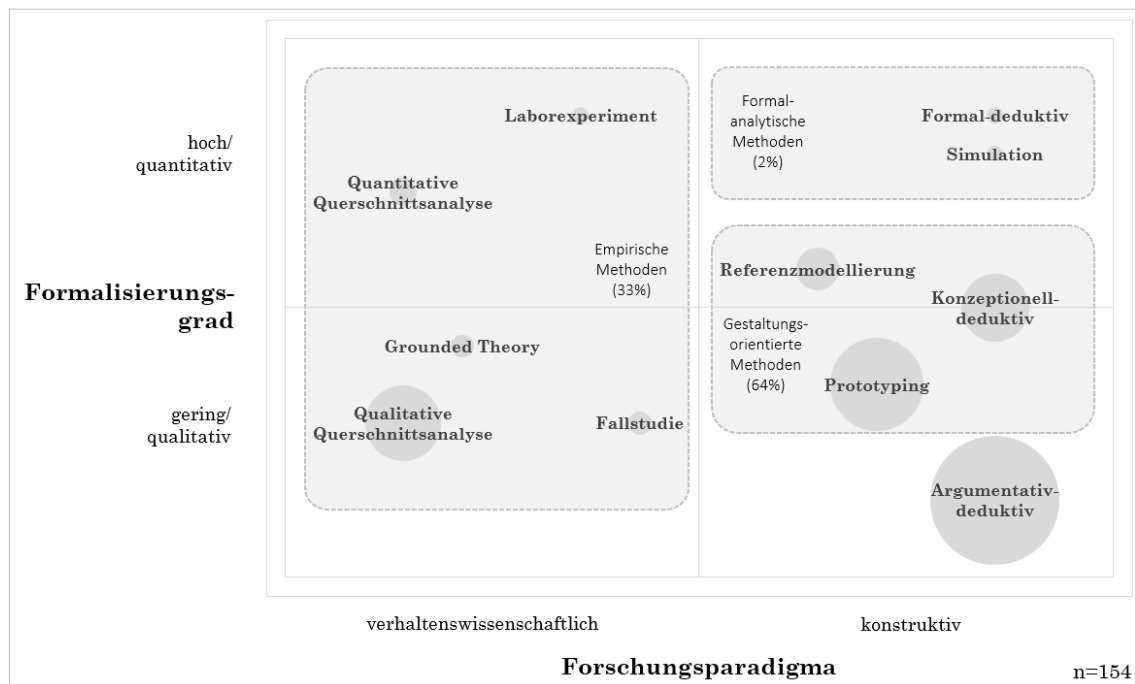 hoch/
quantitativ
Formalisierungs-
grad
gering/
qualitativ
Laborexperiment
Quantitative
Querschnittsanalyse
Empirische
Methoden
(33%)
Grounded Theory
Qualitative
Querschnittsanalyse
Fallstudie
Formal-
analytische
Methoden
(2%)
Formal-deduktiv
Simulation
Referenzmodellierung
Konzeptionell-
deduktiv
Gestaltungs-
orientierte
Methoden
(64%)
Prototyping
Argumentativ-
deduktiv
verhaltenswissenschaftlich
konstruktiv
Forschungsparadigma
n=154